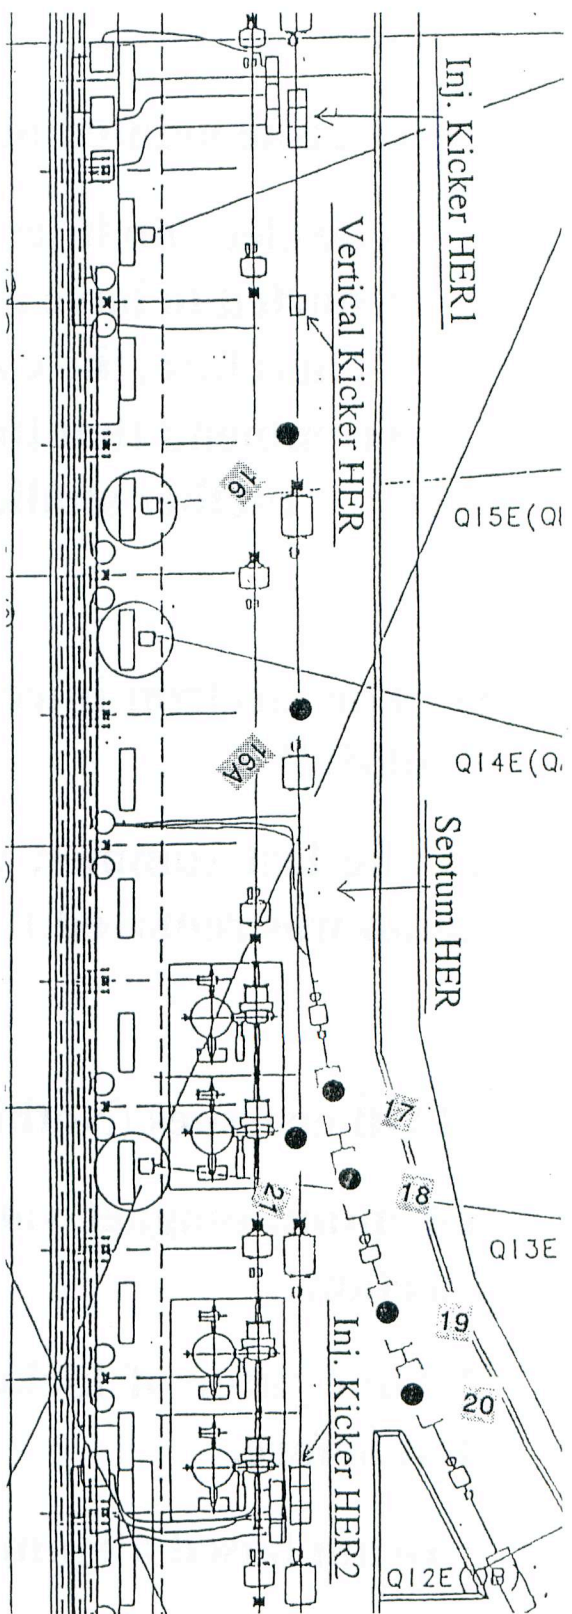 Inj. Kicker HER1
Vertical Kicker HER
16
Q15E(Q
16A
Q14E(Q
Septum HER
17
18
21
Q13E
19
20
Inj. Kicker HER2
Q12E(QB)